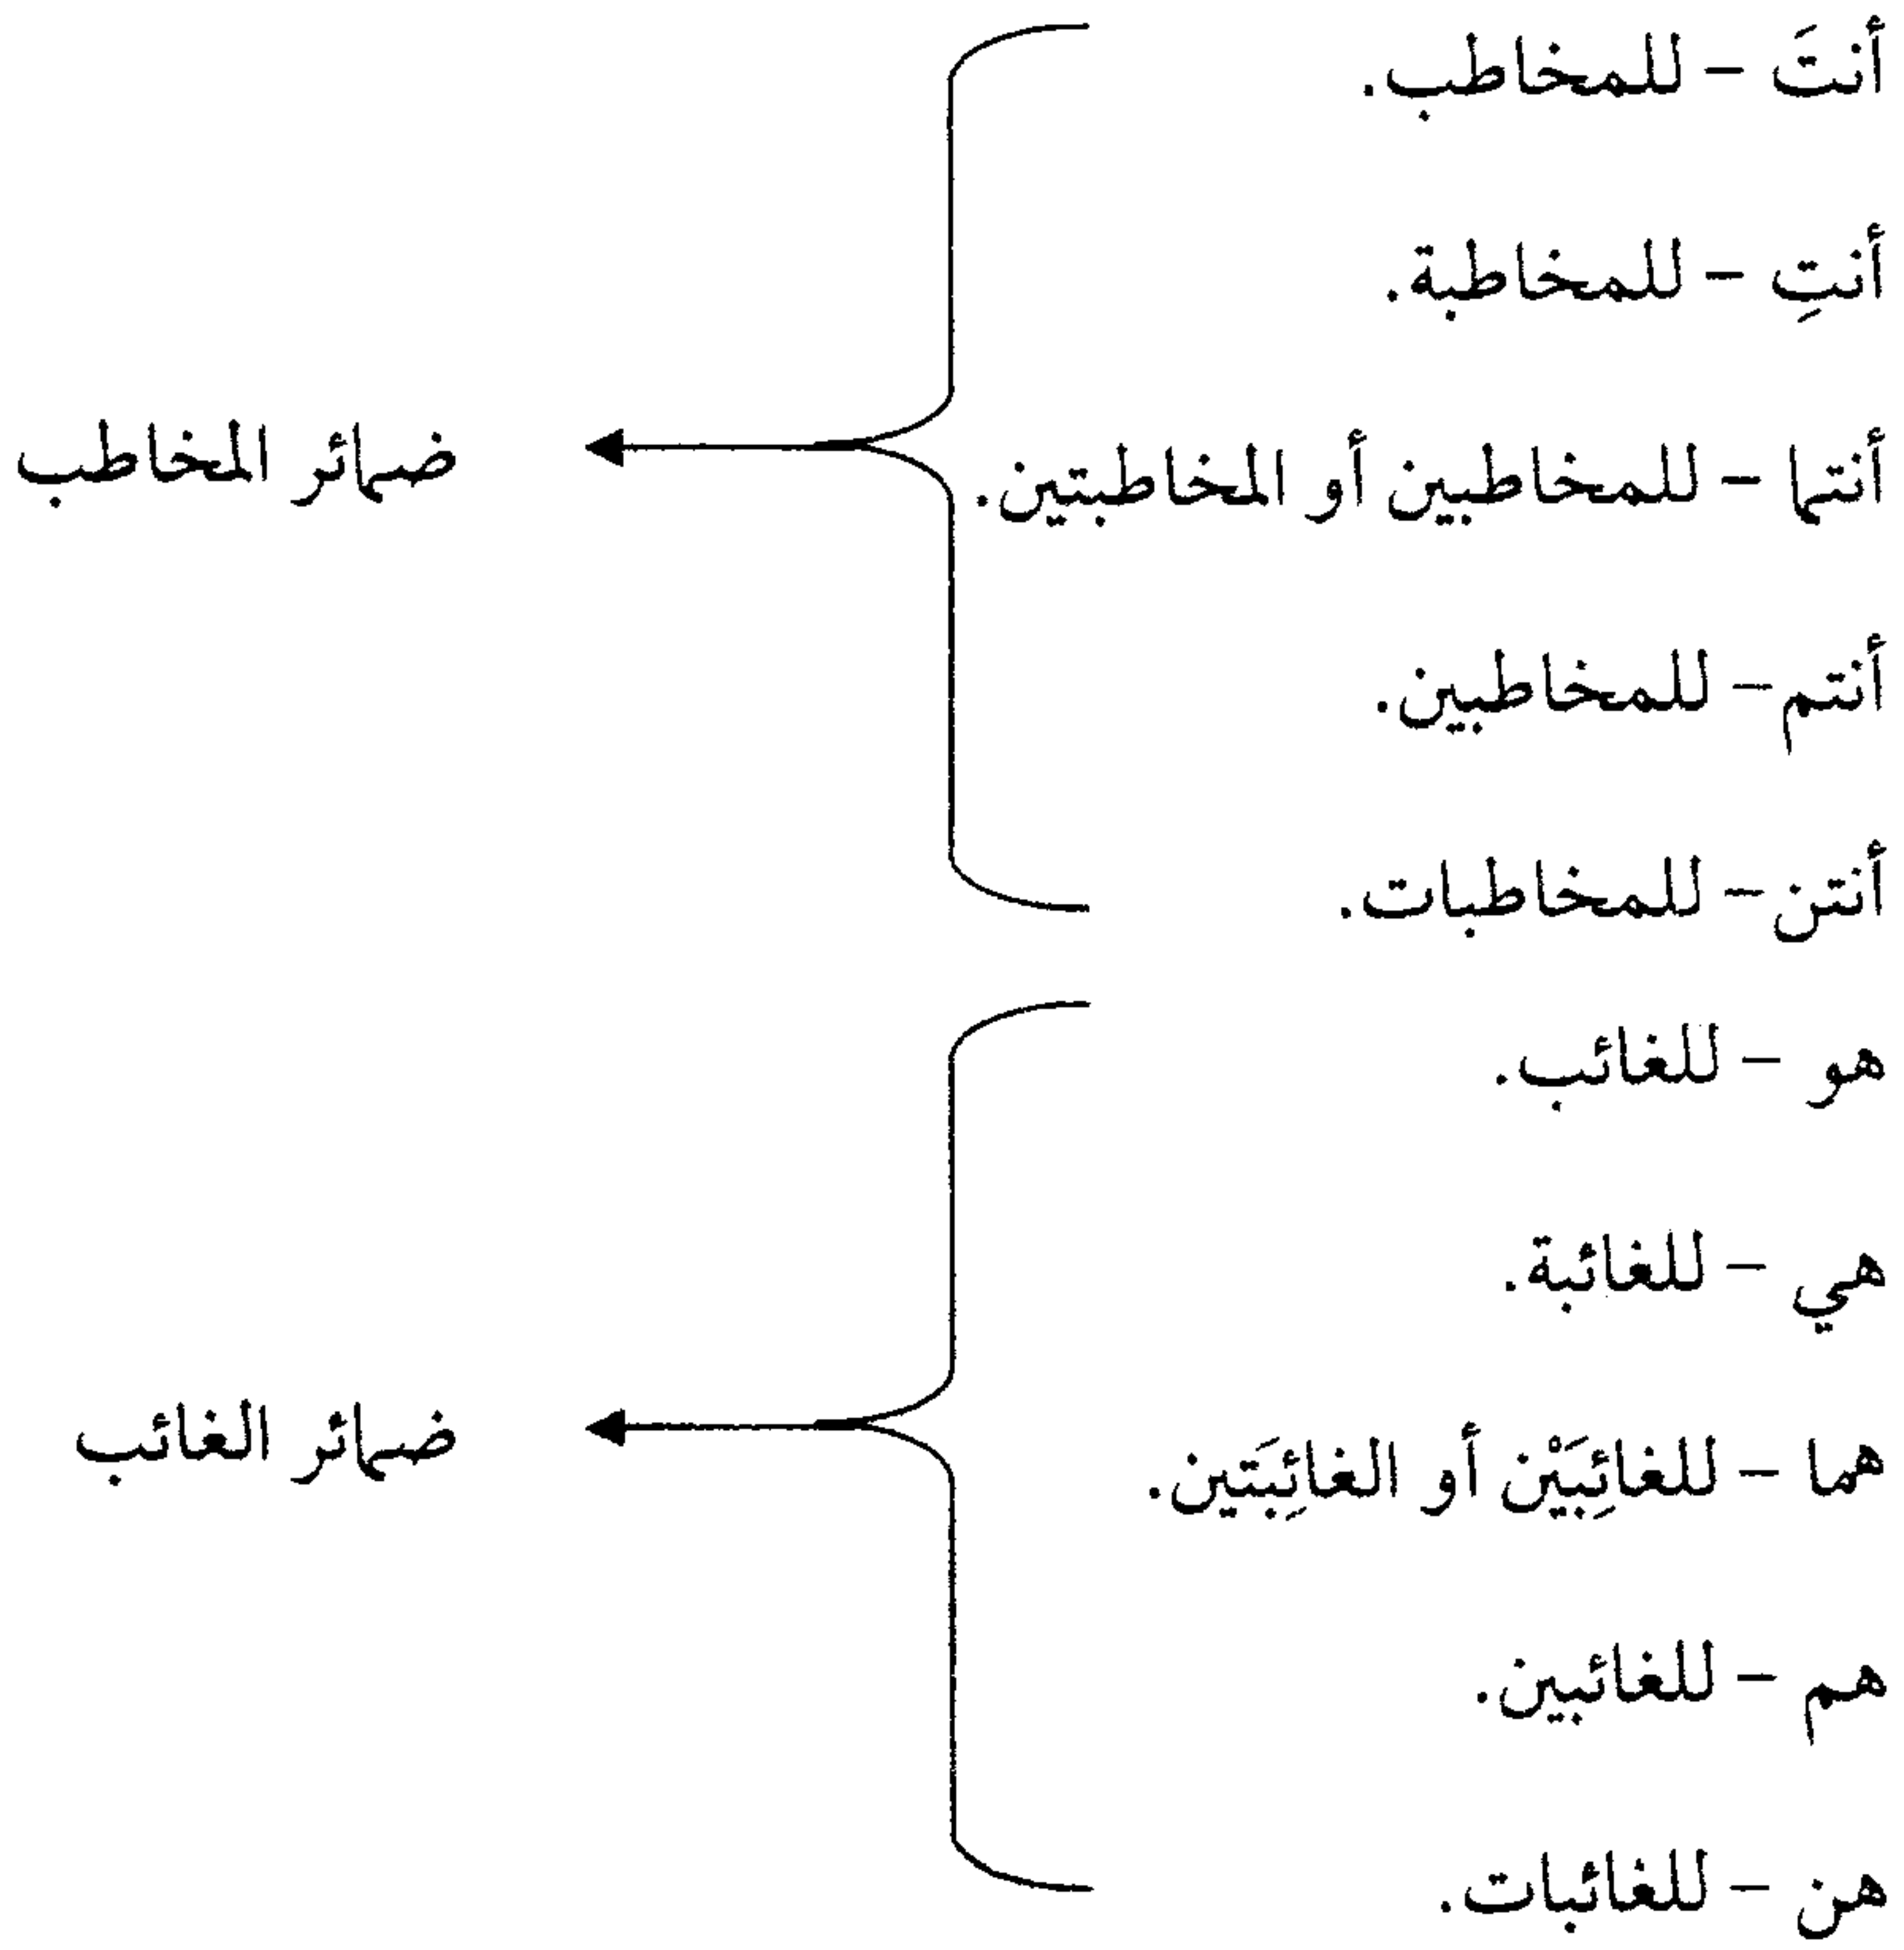 أنتَ – للمخاطب.
أنتِ – للمخاطبة.
أنتما – للمخاطبين أو المخاطبتين.
ضمائر المخاطب
أنتم – للمخاطبين.
أنتن – للمخاطبات.
هو – للغائب.
هي – للغائبة.
هما – للغائِبَيْن أو الغائِبَتَين.
ضمائر الغائب
هم – للغائبين.
هن – للغائبات.